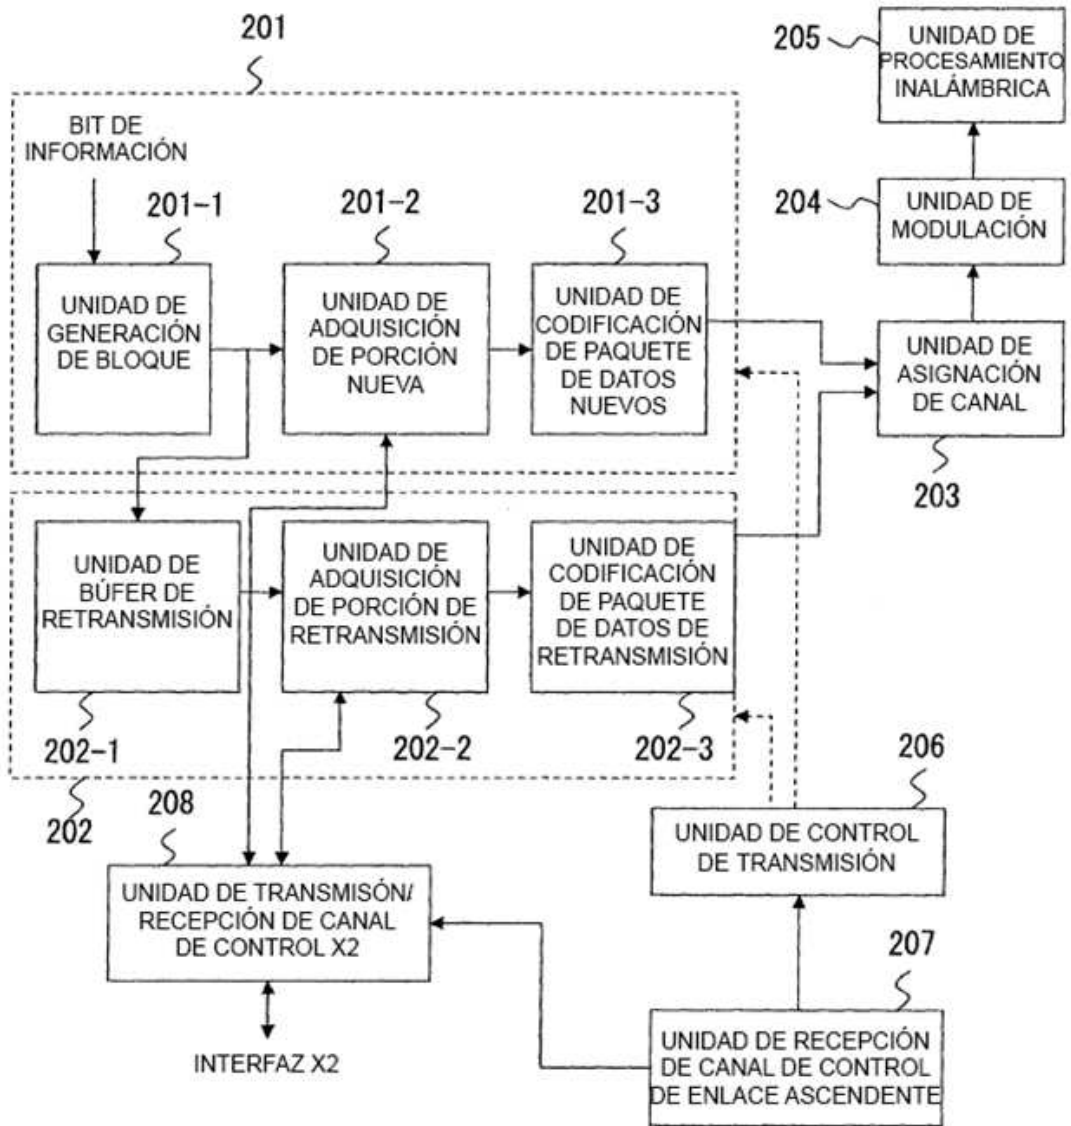 201
205
UNIDAD DE
PROCESAMIENTO
INALÁMBRICA
BIT DE
INFORMACIÓN
204
UNIDAD DE
MODULACIÓN
201-1
201-2
201-3
UNIDAD DE
GENERACIÓN
DE BLOQUE
UNIDAD DE
ADQUISICIÓN
DE PORCIÓN
NUEVA
UNIDAD DE
CODIFICACIÓN
DE PAQUETE
DE DATOS
NUEVOS
UNIDAD DE
ASIGNACIÓN
DE CANAL
203
UNIDAD DE
BÚFER DE
RETRANSMISIÓN
UNIDAD DE
ADQUISICIÓN
DE PORCIÓN DE
RETRANSMISIÓN
UNIDAD DE
CODIFICACIÓN
DE PAQUETE
DE DATOS DE
RETRANSMISIÓN
202-1
202-2
202-3
202
208
206
UNIDAD DE CONTROL
DE TRANSMISIÓN
UNIDAD DE TRANSMISÓN/
RECEPCIÓN DE CANAL
DE CONTROL X2
207
INTERFAZ X2
UNIDAD DE RECEPCIÓN
DE CANAL DE CONTROL
DE ENLACE ASCENDENTE